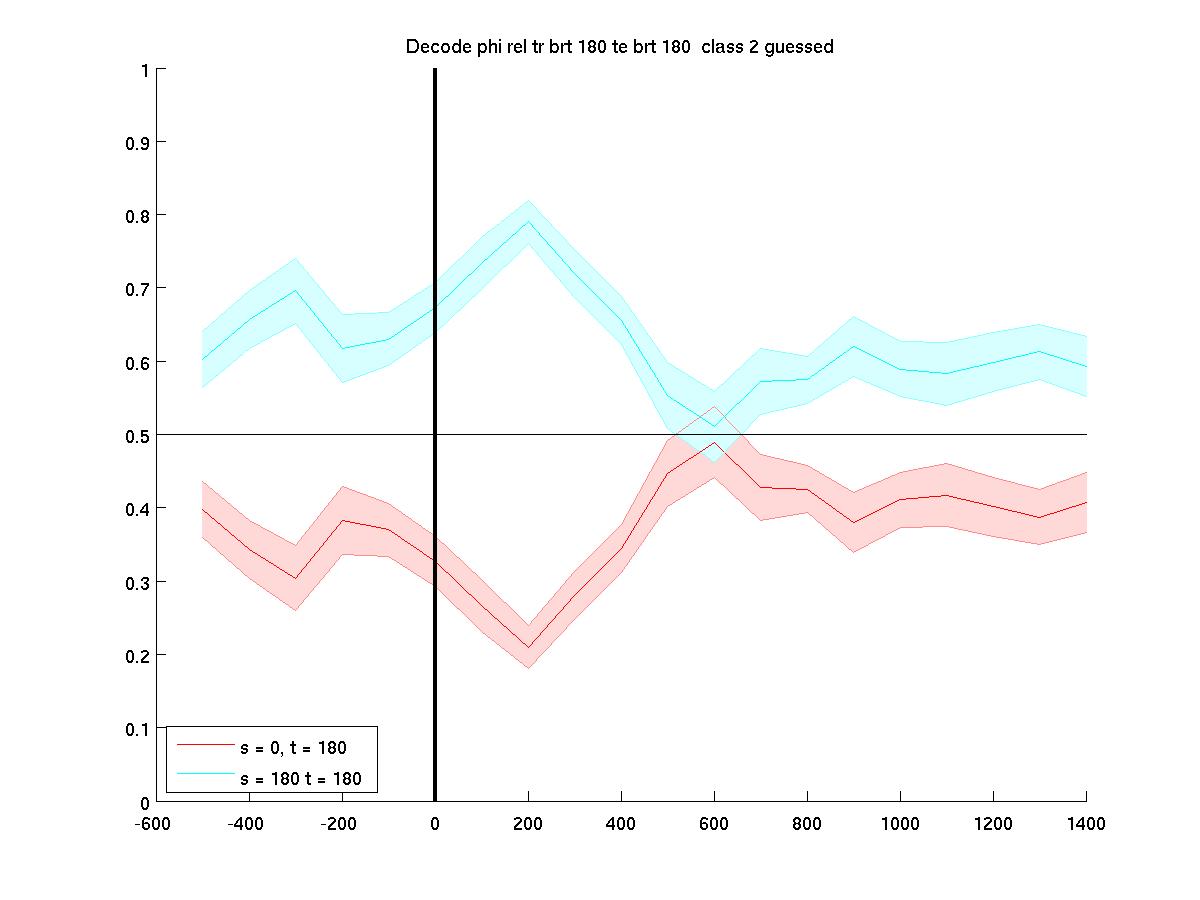 Decode phi rel tr brt 180 te brt 180  class 2 guessed
1
0.9
0.8
0.7
0.6
0.5
0.4
0.3
0.2
0.1
0
s = 0, t = 180
s = 180 t = 180
-600 -400 -200 0 200 400 600 800 1000 1200 1400